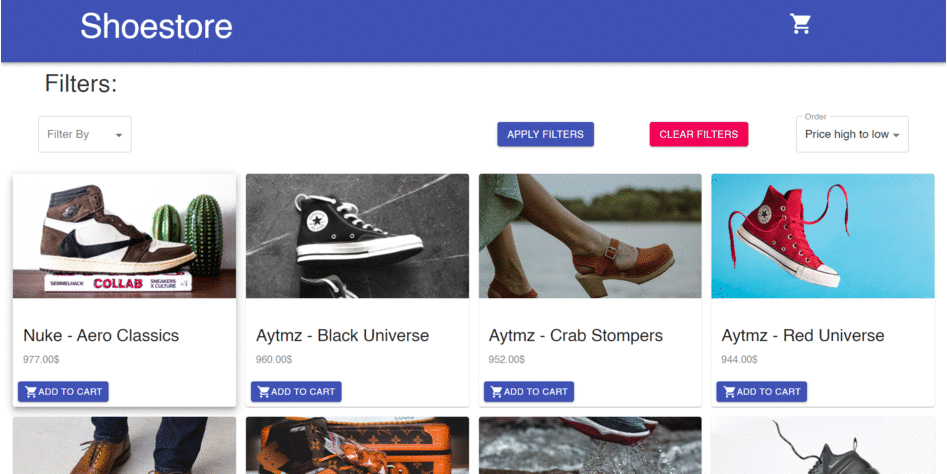 Shoestore
Filters:
Filter By
APPLY FILTERS
CLEAR FILTERS
Order
Price high to low
SEMMELHACK COLLAB SNEAKERS X CULTURE
Nuke - Aero Classics
977.00$
ADD TO CART
Aytmz - Black Universe
960.00$
ADD TO CART
Aytmz - Crab Stompers
952.00$
ADD TO CART
Aytmz - Red Universe
944.00$
ADD TO CART